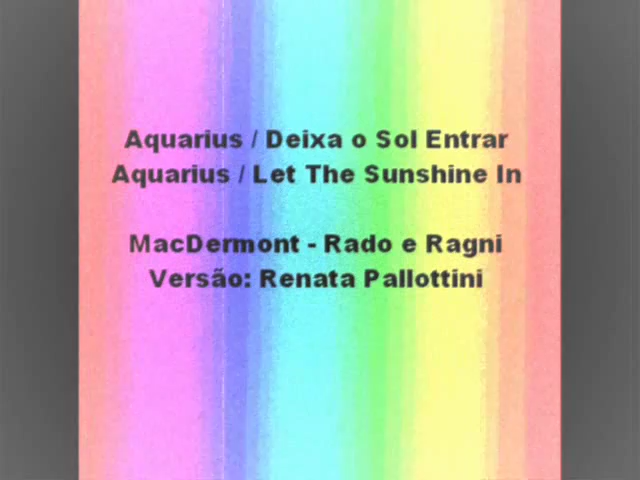 Aquarius / Deixa o Sol Entrar
Aquarius / Let The Sunshine In
MacDermont - Rado e Ragni
Versão: Renata Pallottini